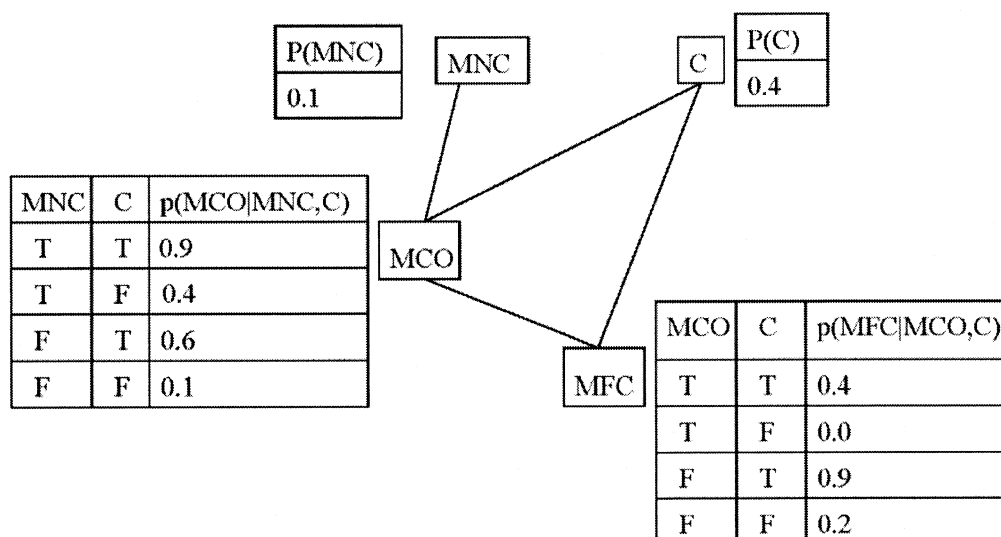 P(MNC)
0.1
MNC
C
P(C)
0.4
MNC C p(MCO|MNC,C)
T T 0.9
T F 0.4
F T 0.6
F F 0.1
MCO
MFC
MCO C p(MFC|MCO,C)
T T 0.4
T F 0.0
F T 0.9
F F 0.2